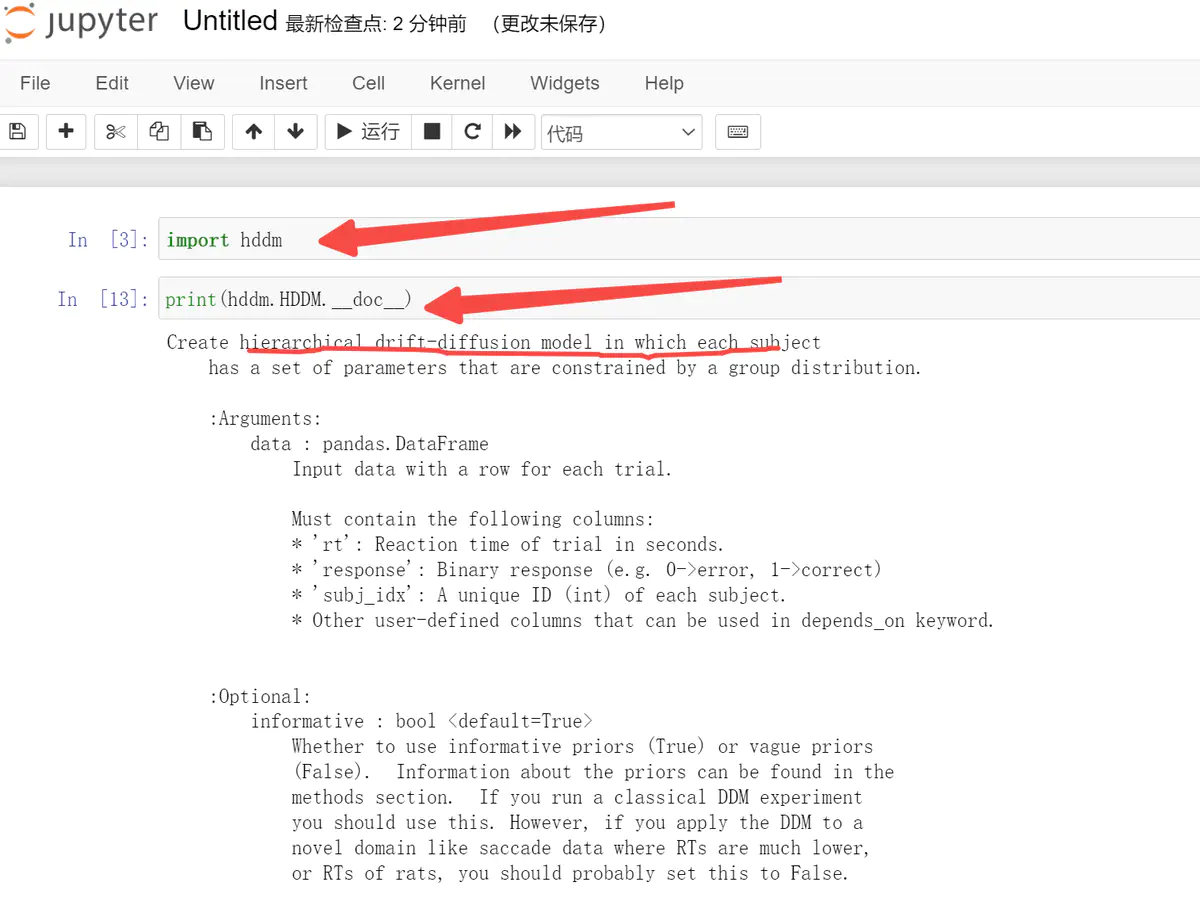 jupyter Untitled 最新检查点: 2 分钟前 (更改未保存)
File Edit View Insert Cell Kernel Widgets Help
运行 代码
In [3]: import hddm
In [13]: print(hddm.HDDM.__doc__)
Create hierarchical drift-diffusion model in which each subject
has a set of parameters that are constrained by a group distribution.
:Arguments:
data : pandas.DataFrame
Input data with a row for each trial.
Must contain the following columns:
* 'rt': Reaction time of trial in seconds.
* 'response': Binary response (e.g. 0->error, 1->correct)
* 'subj_idx': A unique ID (int) of each subject.
* Other user-defined columns that can be used in depends_on keyword.
:Optional:
informative : bool <default=True>
Whether to use informative priors (True) or vague priors
(False).  Information about the priors can be found in the
methods section.  If you run a classical DDM experiment
you should use this. However, if you apply the DDM to a
novel domain like saccade data where RTs are much lower,
or RTs of rats, you should probably set this to False.